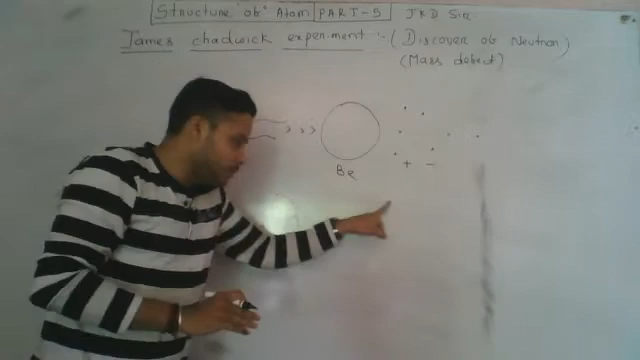 Structure of Atom PART-5 JKD Sir
James chadwick experiment :- (Discover of Neutron)
(Mass defect)
Be
+ -